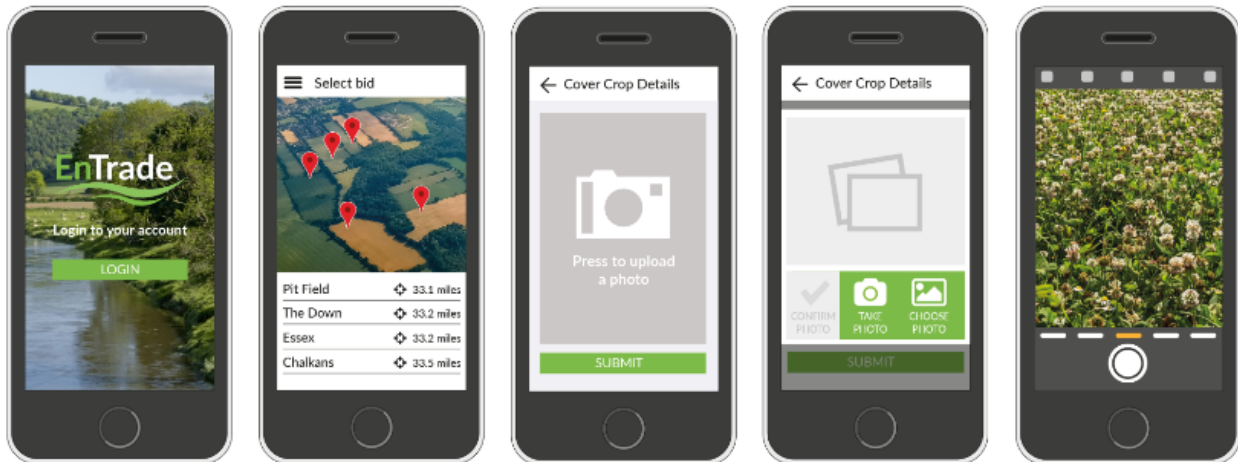 EnTrade
Login to your account
LOGIN
Select bid
Pit Field 33.1 miles
The Down 33.2 miles
Essex 33.2 miles
Chalkans 33.5 miles
Cover Crop Details
Press to upload
a photo
SUBMIT
Cover Crop Details
CONFIRM
PHOTO
TAKE
PHOTO
CHOOSE
PHOTO
SUBMIT